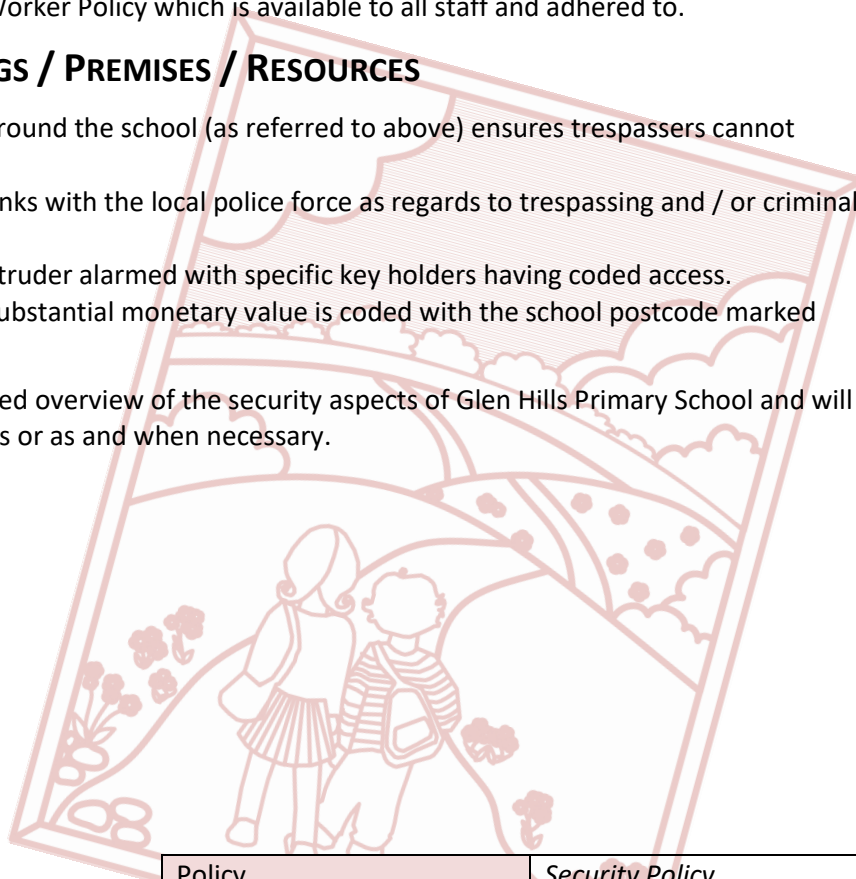 Worker Policy which is available to all staff and adhered to.
GS / PREMISES / RESOURCES
round the school (as referred to above) ensures trespassers cannot
nks with the local police force as regards to trespassing and / or criminal
truder alarmed with specific key holders having coded access.
ubstantial monetary value is coded with the school postcode marked
ed overview of the security aspects of Glen Hills Primary School and will
s or as and when necessary.
Policy Security Policy